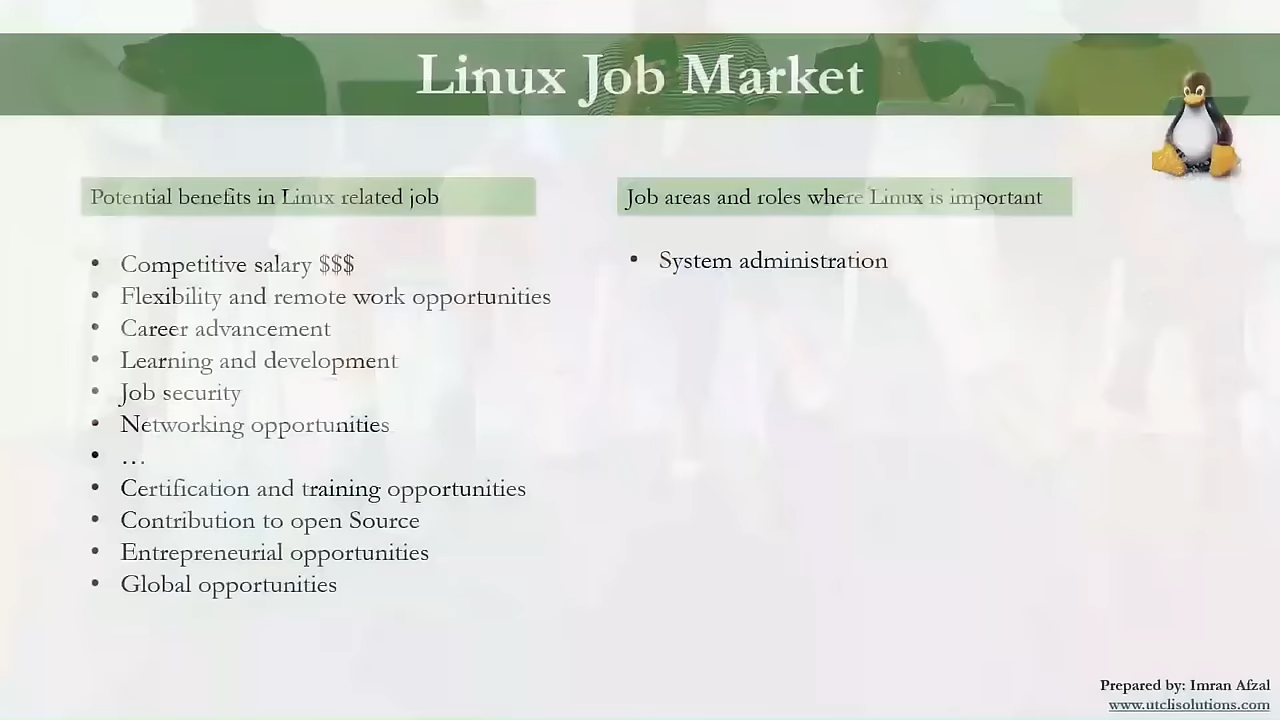 Linux Job Market
Potential benefits in Linux related job
• Competitive salary $$$
• Flexibility and remote work opportunities
• Career advancement
• Learning and development
• Job security
• Networking opportunities
• …
• Certification and training opportunities
• Contribution to open Source
• Entrepreneurial opportunities
• Global opportunities
Job areas and roles where Linux is important
• System administration
Prepared by: Imran Afzal
www.utclisolutions.com